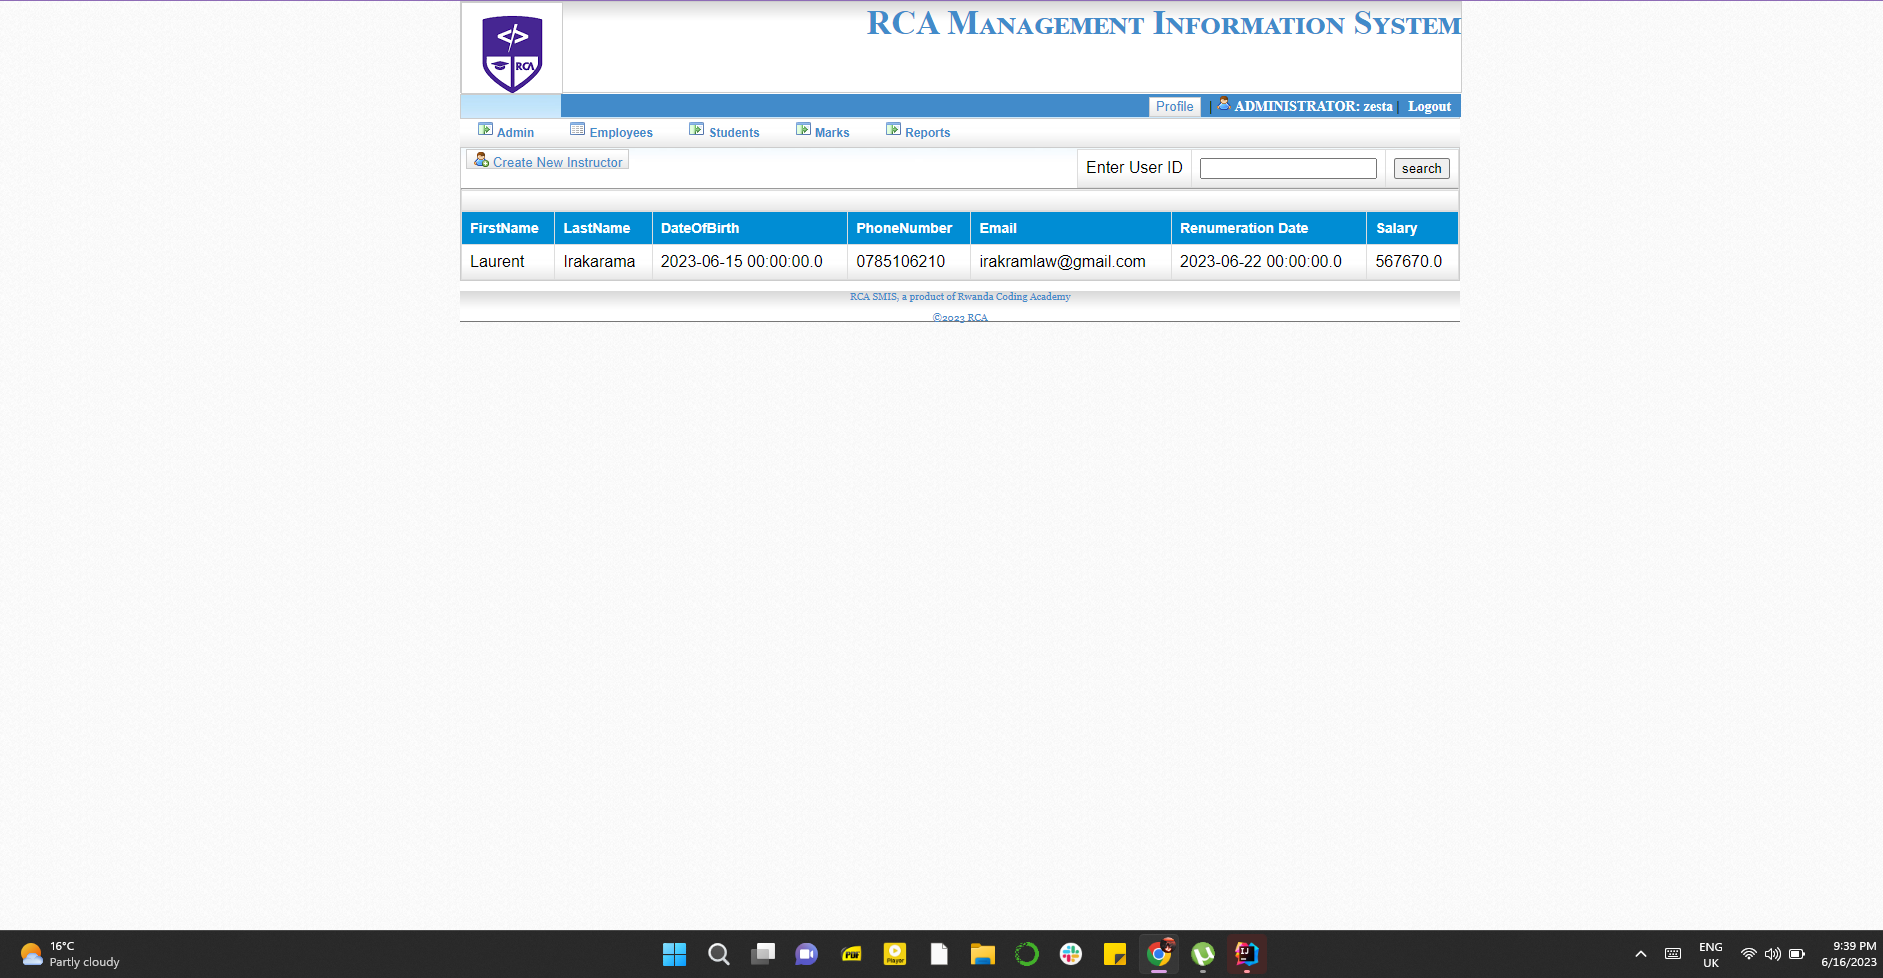 RCA Management Information System
</>
RCA
Profile | ADMINISTRATOR: zesta | Logout
Admin Employees Students Marks Reports
Create New Instructor Enter User ID search
FirstName LastName DateOfBirth PhoneNumber Email Renumeration Date Salary
Laurent Irakarama 2023-06-15 00:00:00.0 0785106210 irakramlaw@gmail.com 2023-06-22 00:00:00.0 567670.0
RCA SMIS, a product of Rwanda Coding Academy
©2023 RCA
16°C
Partly cloudy
PDF
Player
IJ
ENG
UK
9:39 PM
6/16/2023